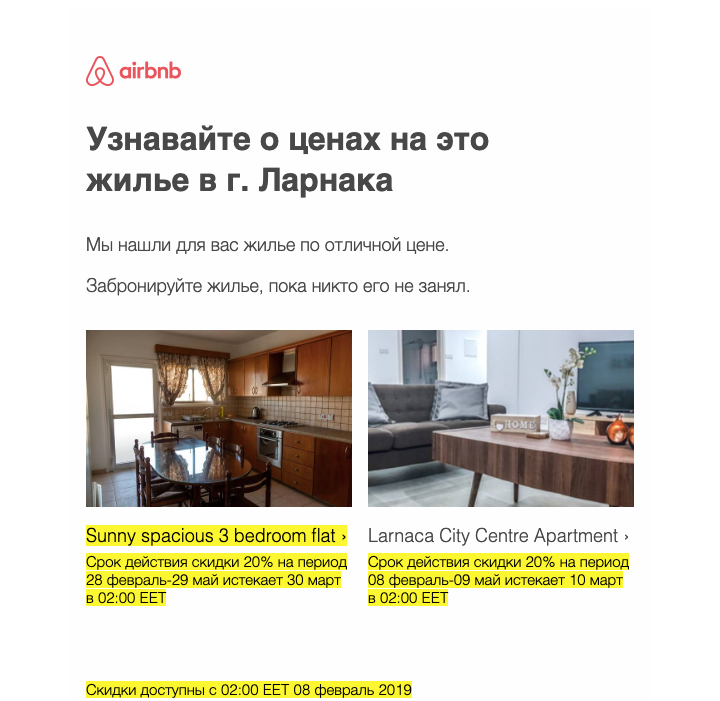 airbnb
Узнавайте о ценах на это
жилье в г. Ларнака
Мы нашли для вас жилье по отличной цене.
Забронируйте жилье, пока никто его не занял.
HOME
Sunny spacious 3 bedroom flat ›
Срок действия скидки 20% на период
28 февраль-29 май истекает 30 март
в 02:00 EET
Larnaca City Centre Apartment ›
Срок действия скидки 20% на период
08 февраль-09 май истекает 10 март
в 02:00 EET
Скидки доступны с 02:00 EET 08 февраль 2019